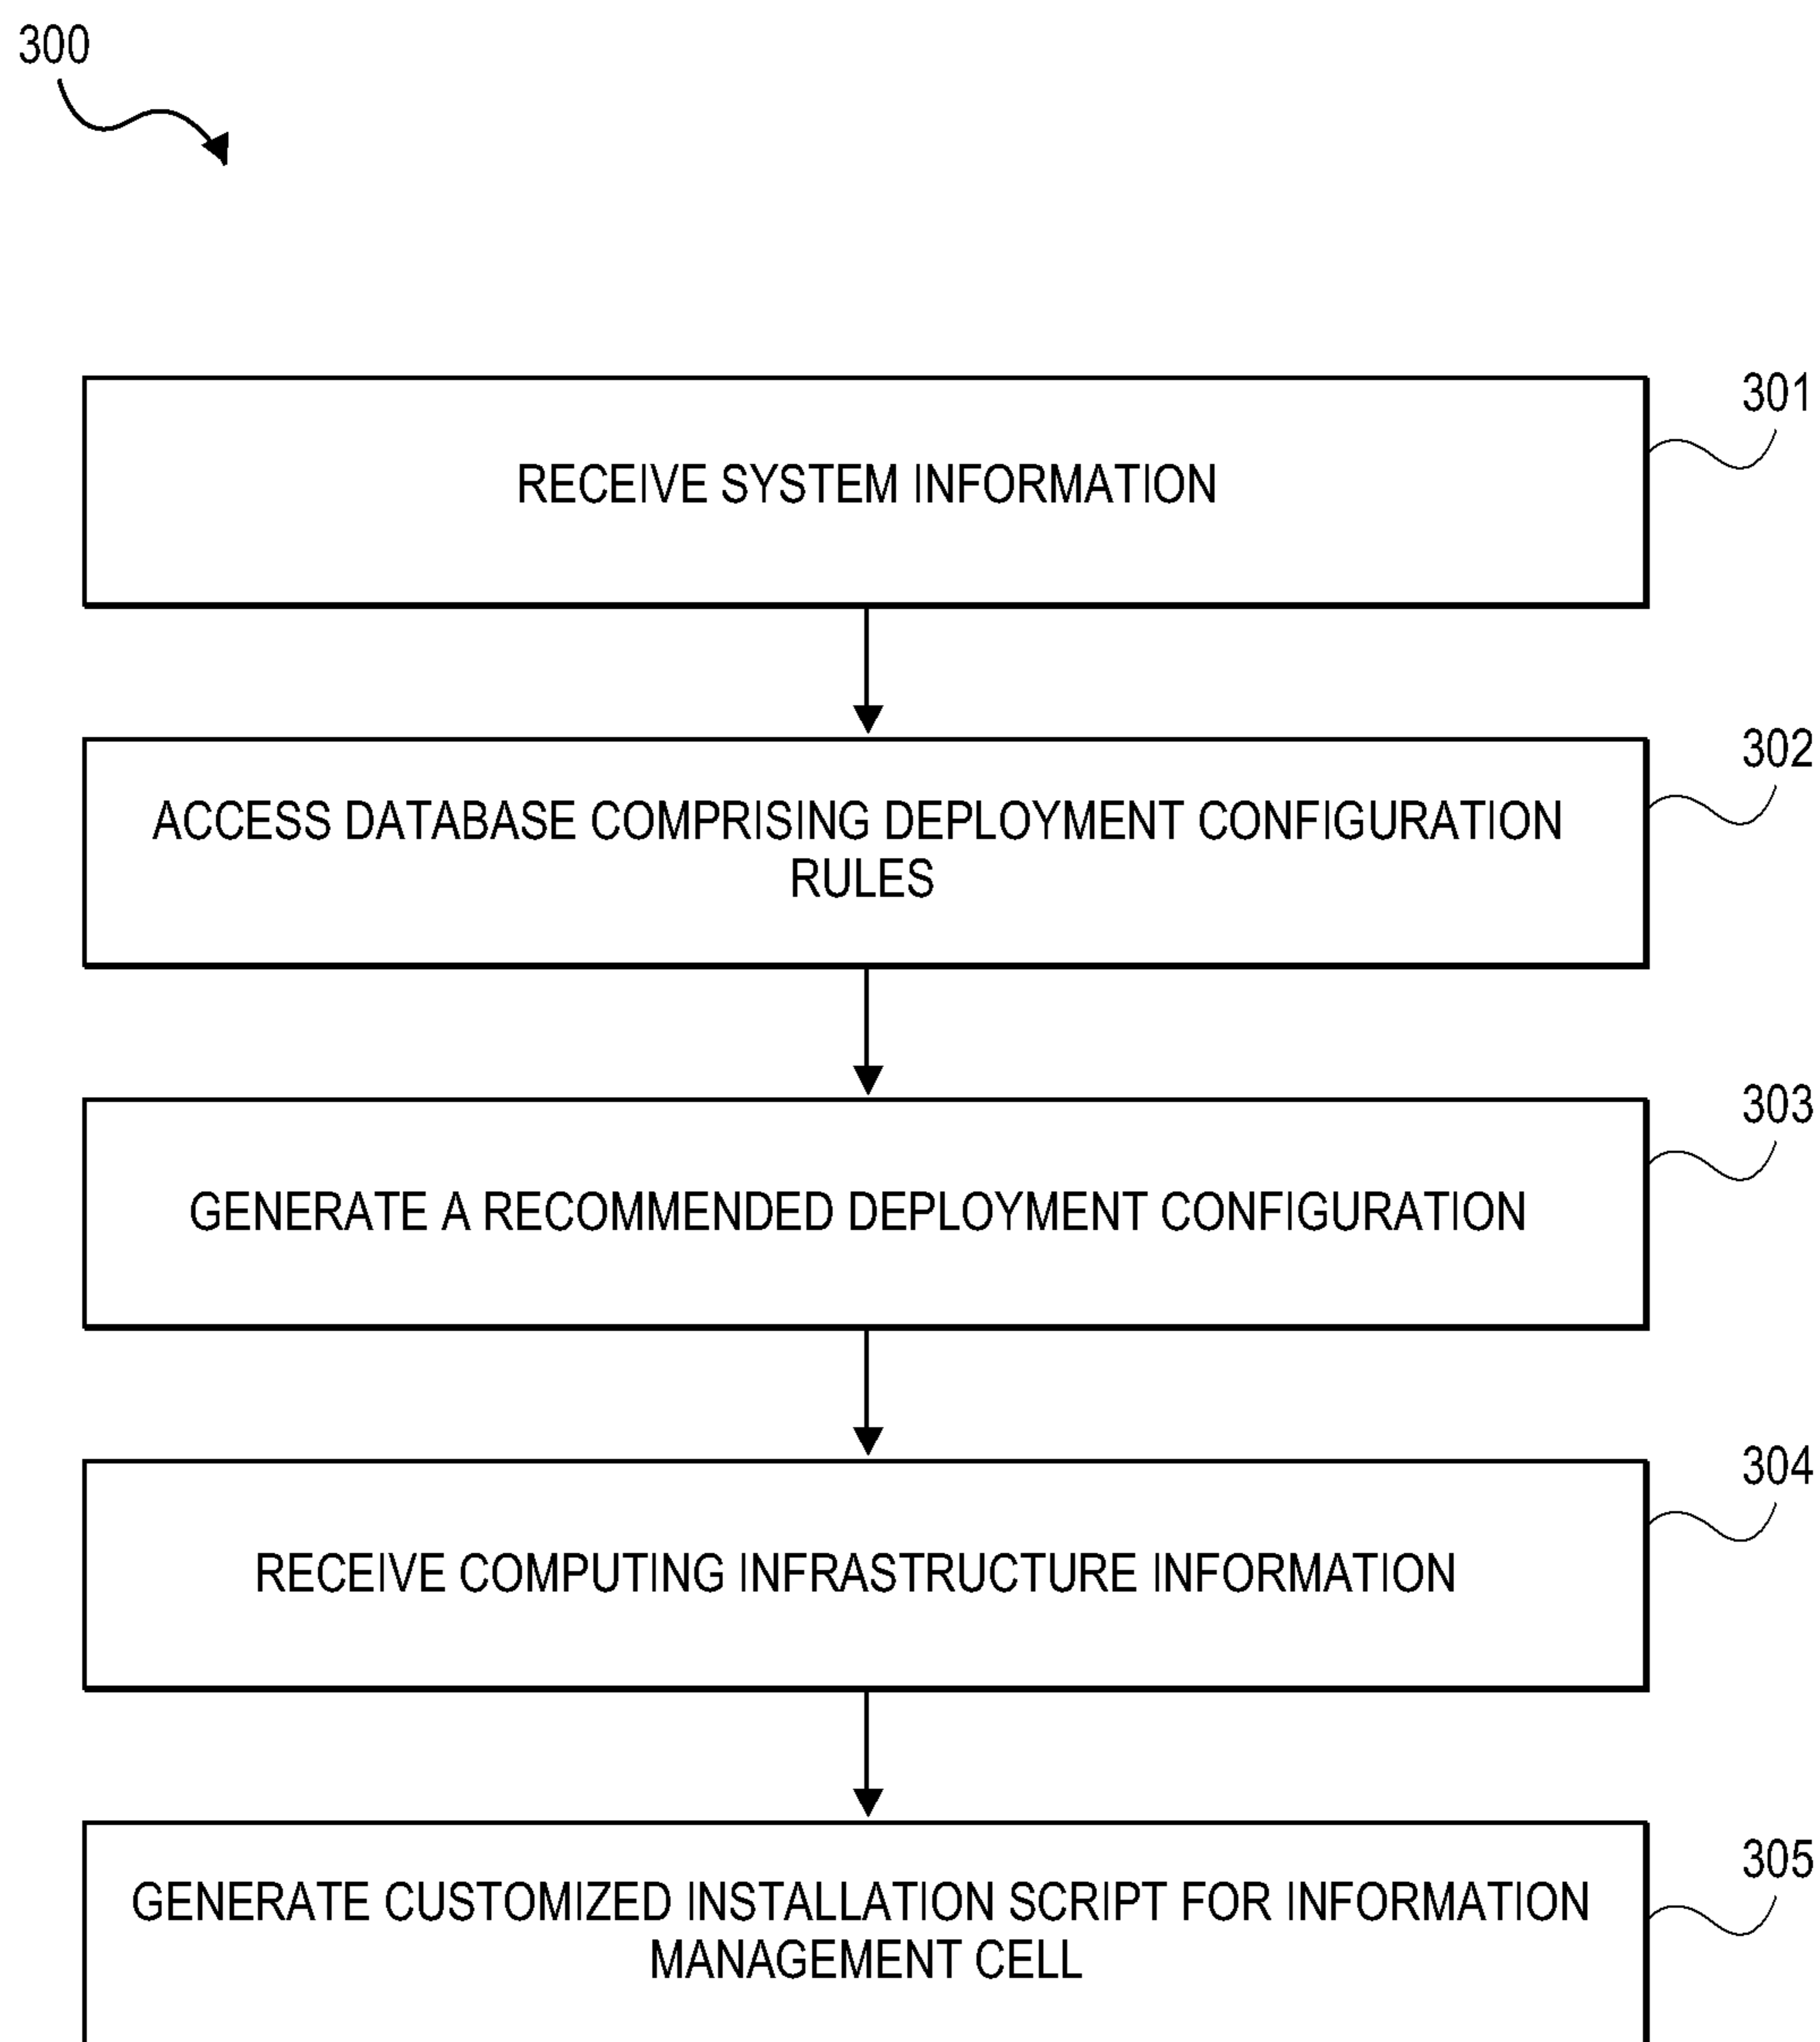 300
301
RECEIVE SYSTEM INFORMATION
302
ACCESS DATABASE COMPRISING DEPLOYMENT CONFIGURATION
RULES
303
GENERATE A RECOMMENDED DEPLOYMENT CONFIGURATION
304
RECEIVE COMPUTING INFRASTRUCTURE INFORMATION
305
GENERATE CUSTOMIZED INSTALLATION SCRIPT FOR INFORMATION
MANAGEMENT CELL